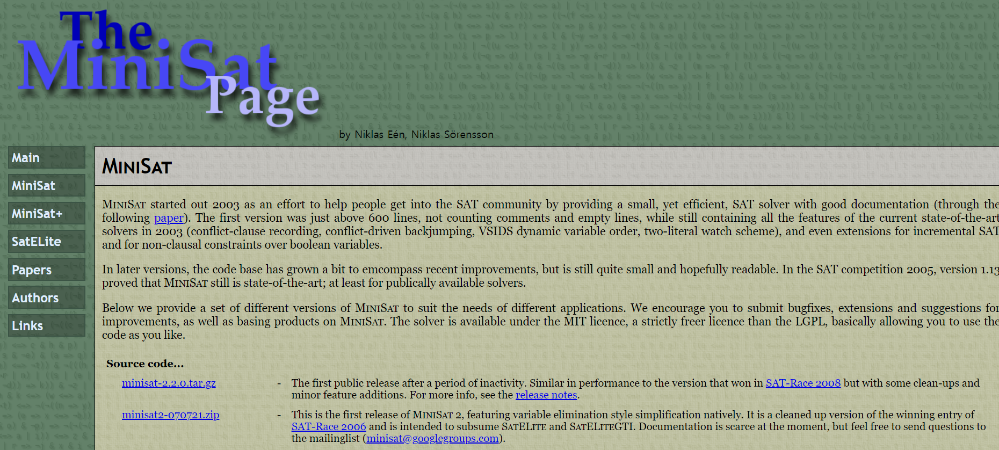 The
MiniSat
Page
by Niklas Eén, Niklas Sörensson
Main
MiniSat
MiniSat+
SatELite
Papers
Authors
Links
MiniSat
MiniSat started out 2003 as an effort to help people get into the SAT community by providing a small, yet efficient, SAT solver with good documentation (through the
following paper). The first version was just above 600 lines, not counting comments and empty lines, while still containing all the features of the current state-of-the-art
solvers in 2003 (conflict-clause recording, conflict-driven backjumping, VSIDS dynamic variable order, two-literal watch scheme), and even extensions for incremental SAT
and for non-clausal constraints over boolean variables.
In later versions, the code base has grown a bit to emcompass recent improvements, but is still quite small and hopefully readable. In the SAT competition 2005, version 1.13
proved that MiniSat still is state-of-the-art; at least for publically available solvers.
Below we provide a set of different versions of MiniSat to suit the needs of different applications. We encourage you to submit bugfixes, extensions and suggestions for
improvements, as well as basing products on MiniSat. The solver is available under the MIT licence, a strictly freer licence than the LGPL, basically allowing you to use the
code as you like.
Source code...
minisat-2.2.0.tar.gz - The first public release after a period of inactivity. Similar in performance to the version that won in SAT-Race 2008 but with some clean-ups and
minor feature additions. For more info, see the release notes.
minisat2-070721.zip - This is the first release of MiniSat 2, featuring variable elimination style simplification natively. It is a cleaned up version of the winning entry of
SAT-Race 2006 and is intended to subsume SatELite and SatELiteGTI. Documentation is scarce at the moment, but feel free to send questions to
the mailinglist (minisat@googlegroups.com).